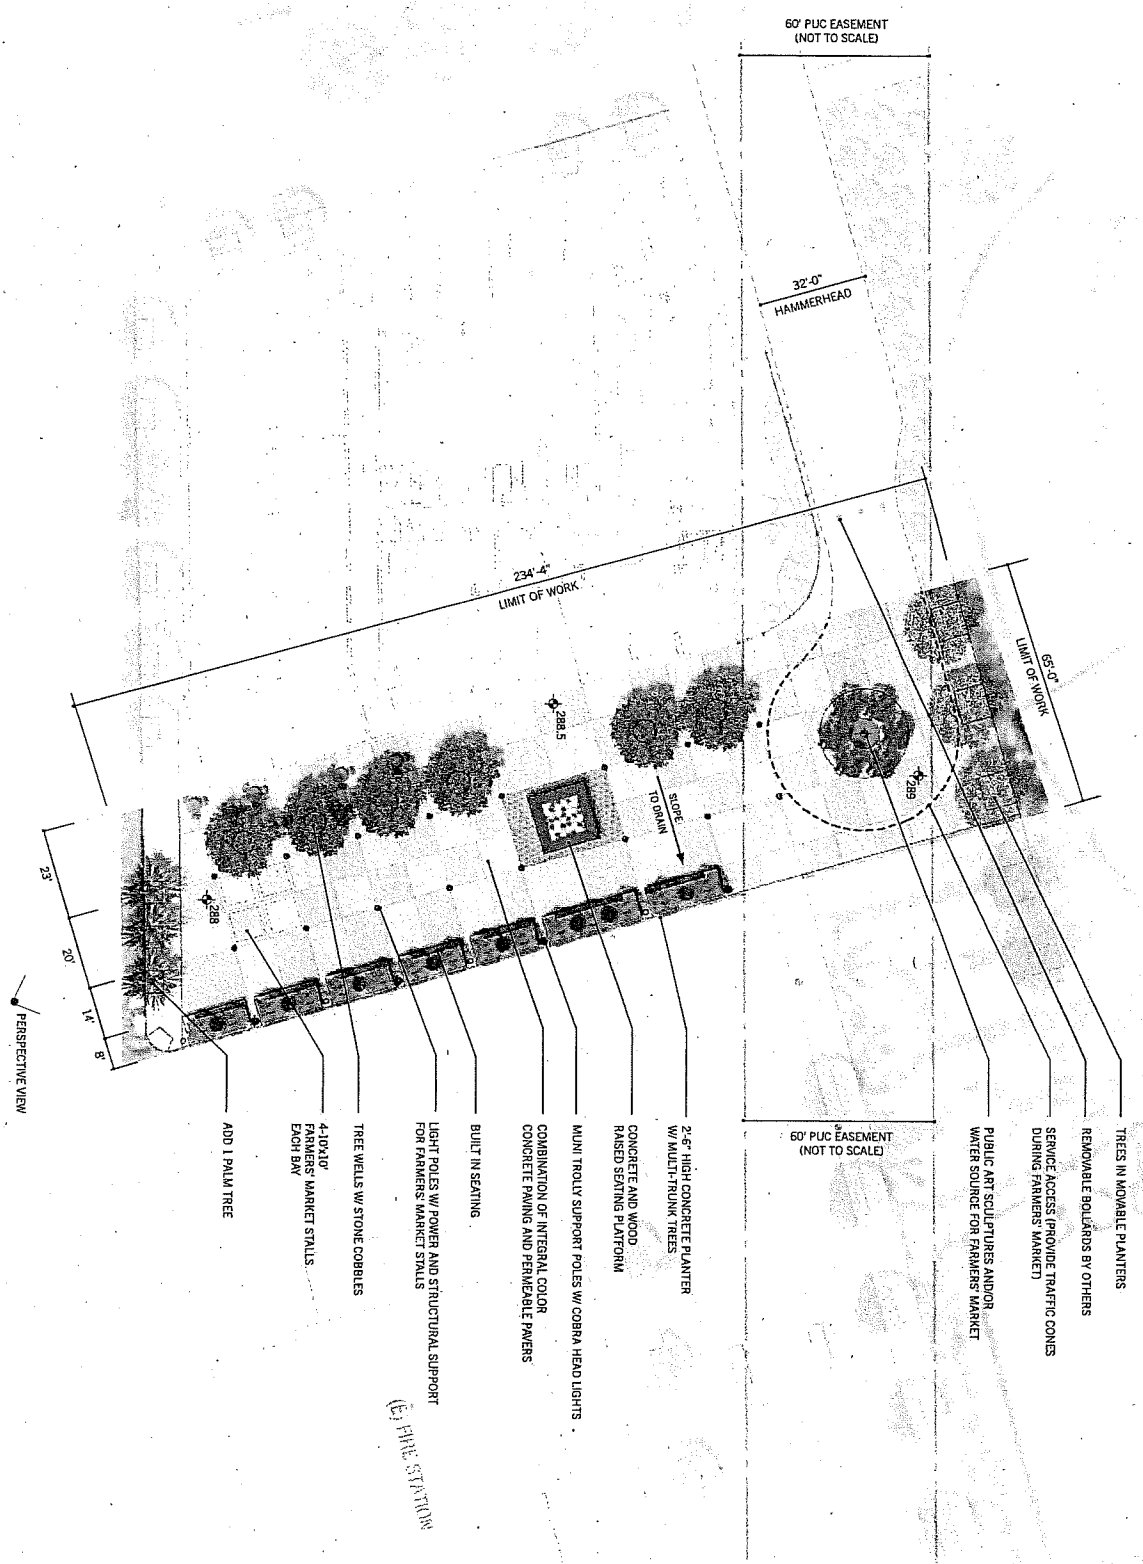 60' PUC EASEMENT
(NOT TO SCALE)
32'-0"
HAMMERHEAD
234'-4"
LIMIT OF WORK
65'-0"
LIMIT OF WORK
288.5
289
SLOPE
TO DRAIN
288
23'
20'
14'
8'
PERSPECTIVE VIEW
60' PUC EASEMENT
(NOT TO SCALE)
TREES IN MOVABLE PLANTERS
REMOVABLE BOLLARDS BY OTHERS
SERVICE ACCESS (PROVIDE TRAFFIC CONES
DURING FARMERS' MARKET)
PUBLIC ART SCULPTURES AND/OR
WATER SOURCE FOR FARMERS' MARKET
2'-6" HIGH CONCRETE PLANTER
W/ MULTI-TRUNK TREES
CONCRETE AND WOOD
RAISED SEATING PLATFORM
MUNI TROLLY SUPPORT POLES W/ COBRA HEAD LIGHTS
COMBINATION OF INTEGRAL COLOR
CONCRETE PAVING AND PERMEABLE PAVERS
BUILT IN SEATING
LIGHT POLES W/ POWER AND STRUCTURAL SUPPORT
FOR FARMERS' MARKET STALLS
TREE WELLS W/ STONE COBBLES
4-10'x10'
FARMERS' MARKET STALLS
EACH BAY
ADD 1 PALM TREE
(E) FIRE STATION